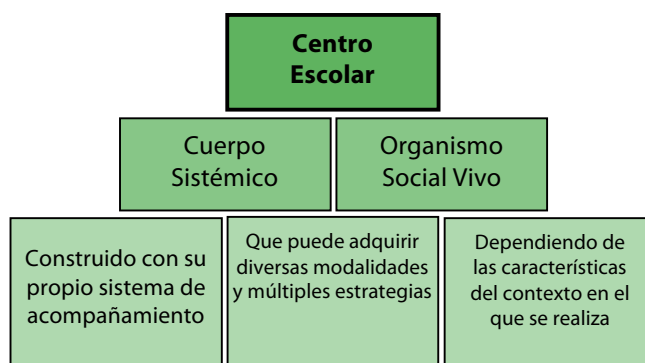 Centro
Escolar
Cuerpo
Sistémico
Organismo
Social Vivo
Construido con su
propio sistema de
acompañamiento
Que puede adquirir
diversas modalidades
y múltiples estrategias
Dependiendo de
las características
del contexto en el
que se realiza